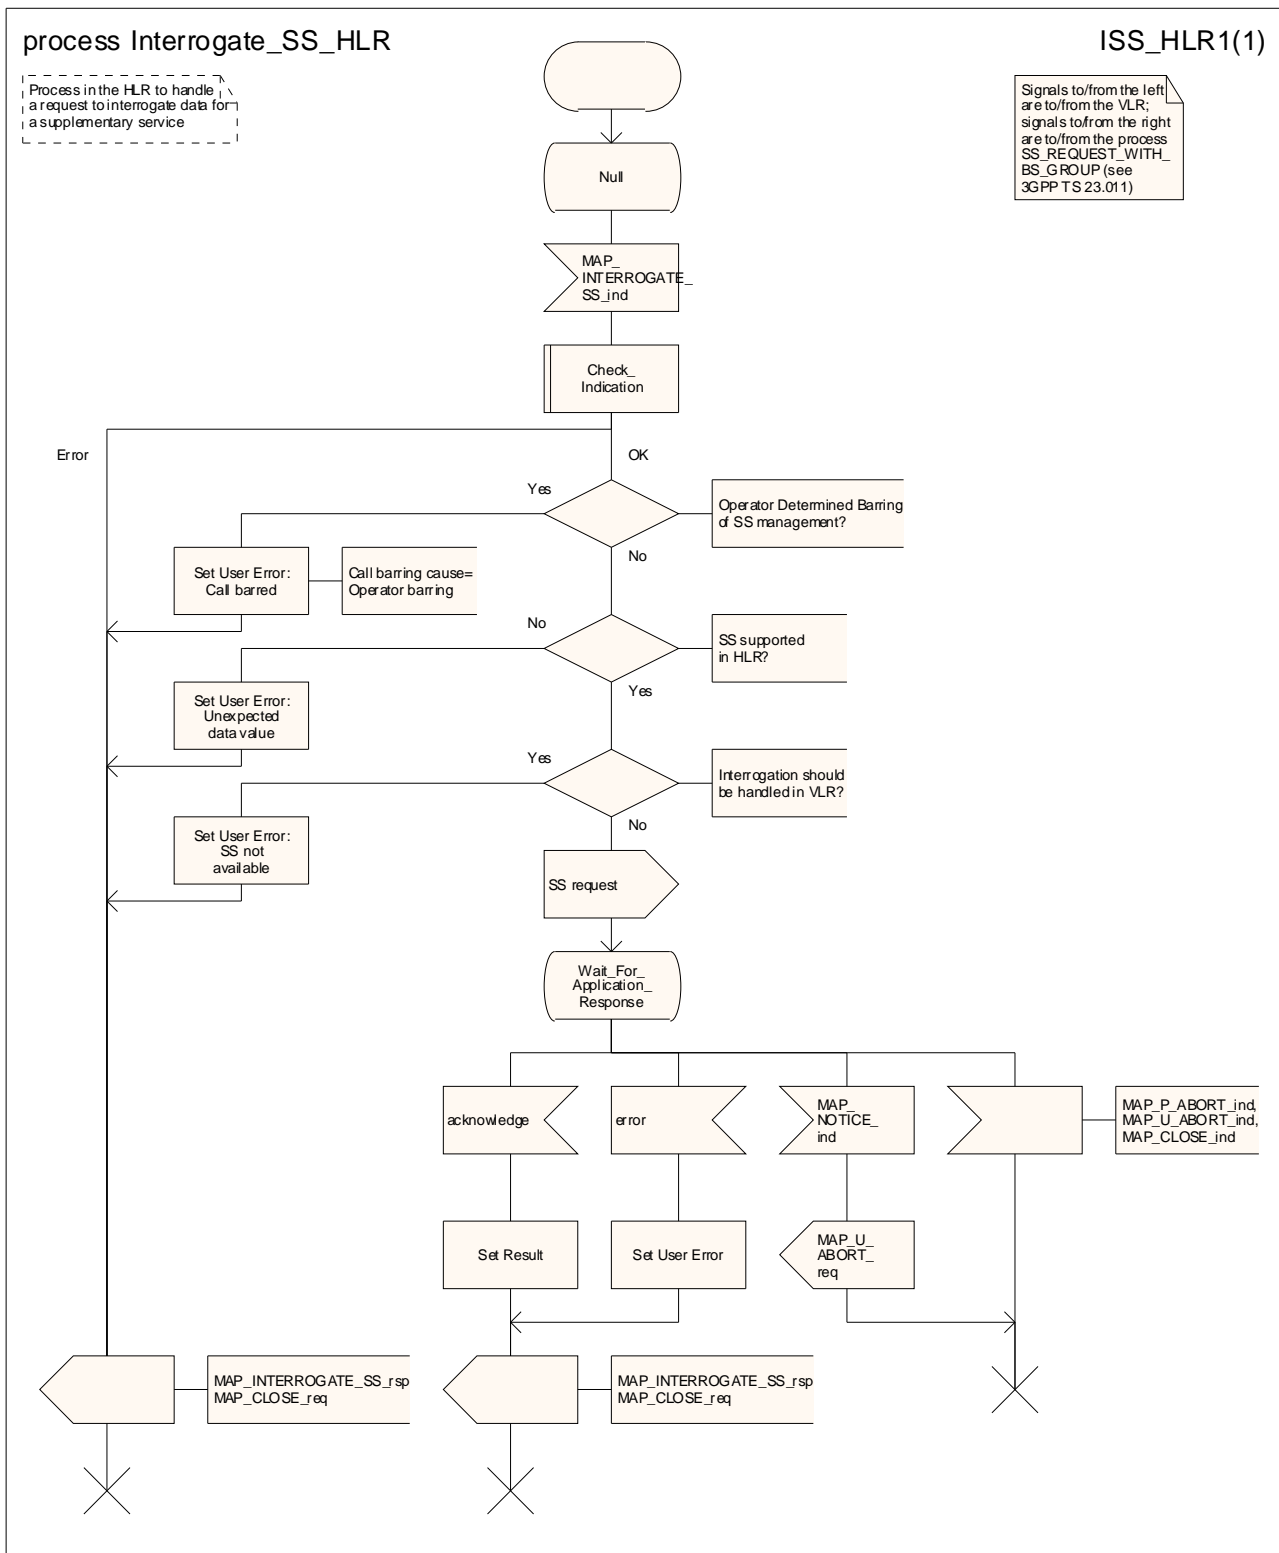 process Interrogate_SS_HLR
ISS_HLR1(1)
Process in the HLR to handle
a request to interrogate data for
a supplementary service
Signals to/from the left
are to/from the VLR;
signals to/from the right
are to/from the process
SS_REQUEST_WITH_
BS_GROUP (see
3GPP TS 23.011)
Null
MAP_
INTERROGATE_
SS_ind
Check_
Indication
Error
OK
Yes
Operator Determined Barring
of SS management?
No
Set User Error:
Call barred
Call barring cause=
Operator barring
No
SS supported
in HLR?
Yes
Set User Error:
Unexpected
data value
Yes
Interrogation should
be handled in VLR?
No
Set User Error:
SS not
available
SS request
Wait_For_
Application_
Response
acknowledge
error
MAP_
NOTICE_
ind
MAP_P_ABORT_ind,
MAP_U_ABORT_ind,
MAP_CLOSE_ind
Set Result
Set User Error
MAP_U_
ABORT_
req
MAP_INTERROGATE_SS_rsp
MAP_CLOSE_req
MAP_INTERROGATE_SS_rsp
MAP_CLOSE_req